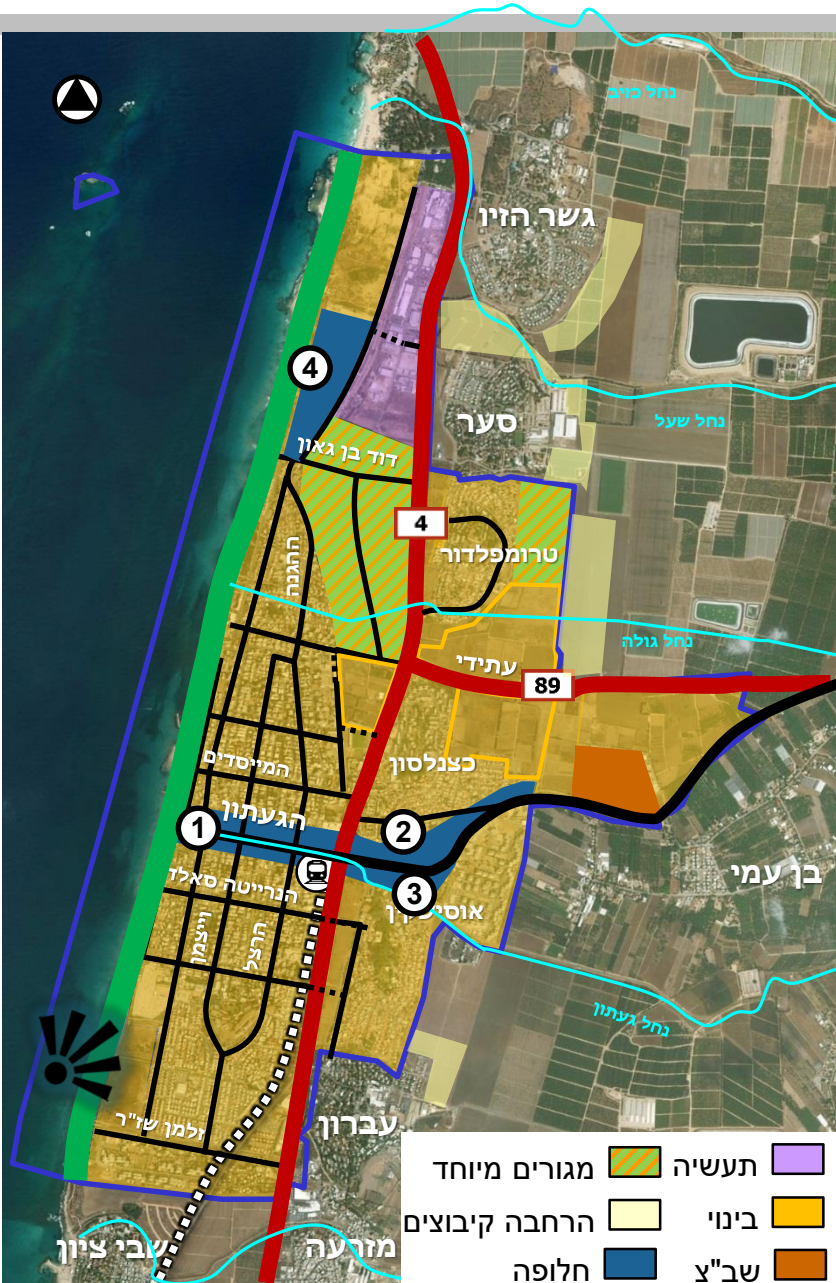 נחל כזיב
גשר הזיו
4
סער
נחל שעל
דוד בן גאון
4
ההגנה
טרומפלדור
נחל גולה
עתידי
89
המייסדים
כצנלסון
הגעתון
1
2
בן עמי
הנרייטה סאלד
3
וייצמן
הרצל
נחל געתון
זלמן שז"ר
עברון
שבי ציון
מזרעה
תעשיה
מגורים מיוחד
בינוי
הרחבה קיבוצים
שב"צ
חלופה